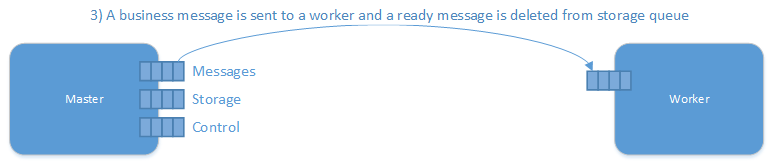 3) A business message is sent to a worker and a ready message is deleted from storage queue
Messages
Master
Storage
Worker
Control